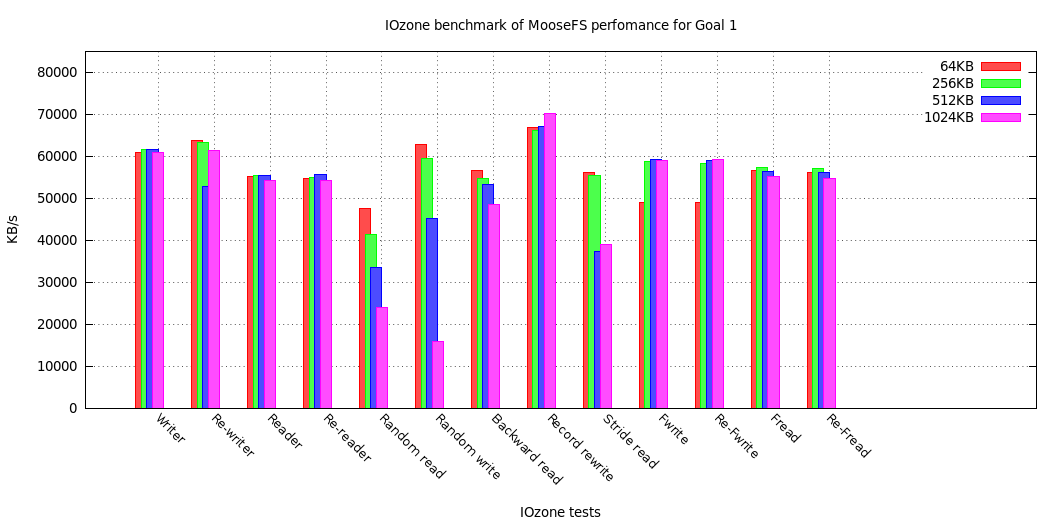 IOzone benchmark of MooseFS perfomance for Goal 1
80000
70000
60000
50000
40000
30000
20000
10000
0
KB/s
64KB
256KB
512KB
1024KB
Writer
Re-writer
Reader
Re-reader
Random read
Random write
Backward read
Record rewrite
Stride read
Fwrite
Re-Fwrite
Fread
Re-Fread
IOzone tests